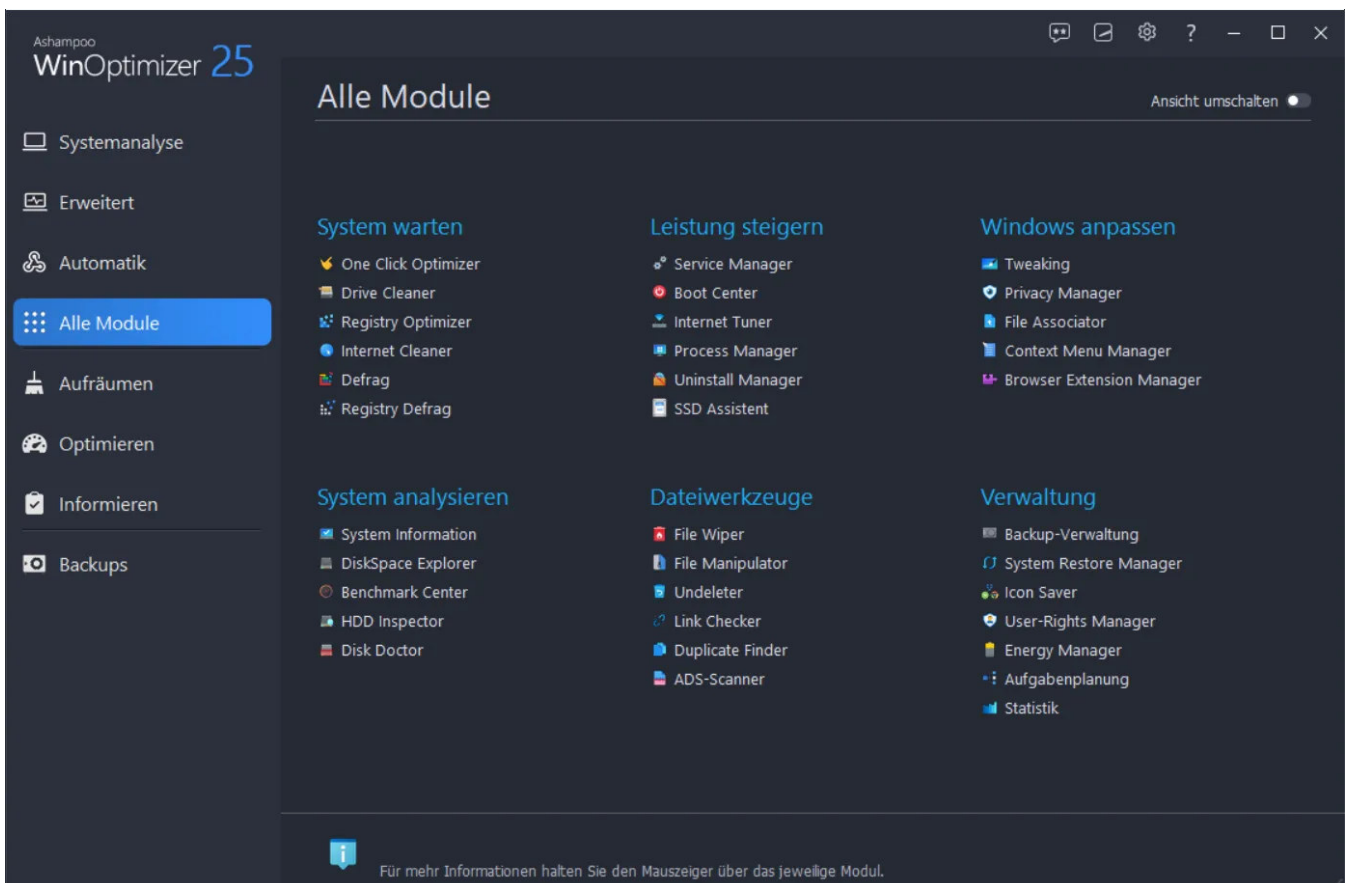 Ashampoo
WinOptimizer 25
Systemanalyse
Erweitert
Automatik
Alle Module
Aufräumen
Optimieren
Informieren
Backups
Alle Module
Ansicht umschalten
System warten
One Click Optimizer
Drive Cleaner
Registry Optimizer
Internet Cleaner
Defrag
Registry Defrag
Leistung steigern
Service Manager
Boot Center
Internet Tuner
Process Manager
Uninstall Manager
SSD Assistent
Windows anpassen
Tweaking
Privacy Manager
File Associator
Context Menu Manager
Browser Extension Manager
System analysieren
System Information
DiskSpace Explorer
Benchmark Center
HDD Inspector
Disk Doctor
Dateiwerkzeuge
File Wiper
File Manipulator
Undeleter
Link Checker
Duplicate Finder
ADS-Scanner
Verwaltung
Backup-Verwaltung
System Restore Manager
Icon Saver
User-Rights Manager
Energy Manager
Aufgabenplanung
Statistik
Für mehr Informationen halten Sie den Mauszeiger über das jeweilige Modul.